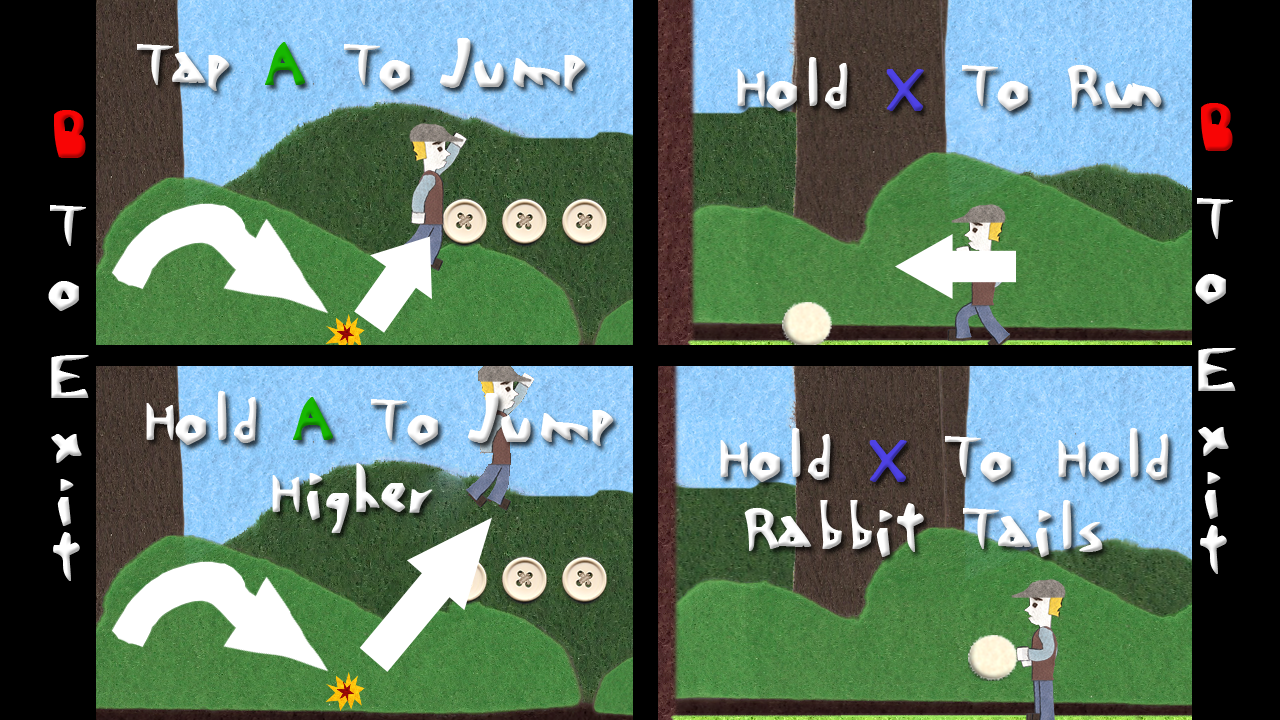 Tap A To Jump
Hold X To Run
B To Exit
B To Exit
Hold A To Jump
Higher
Hold X To Hold
Rabbit Tails